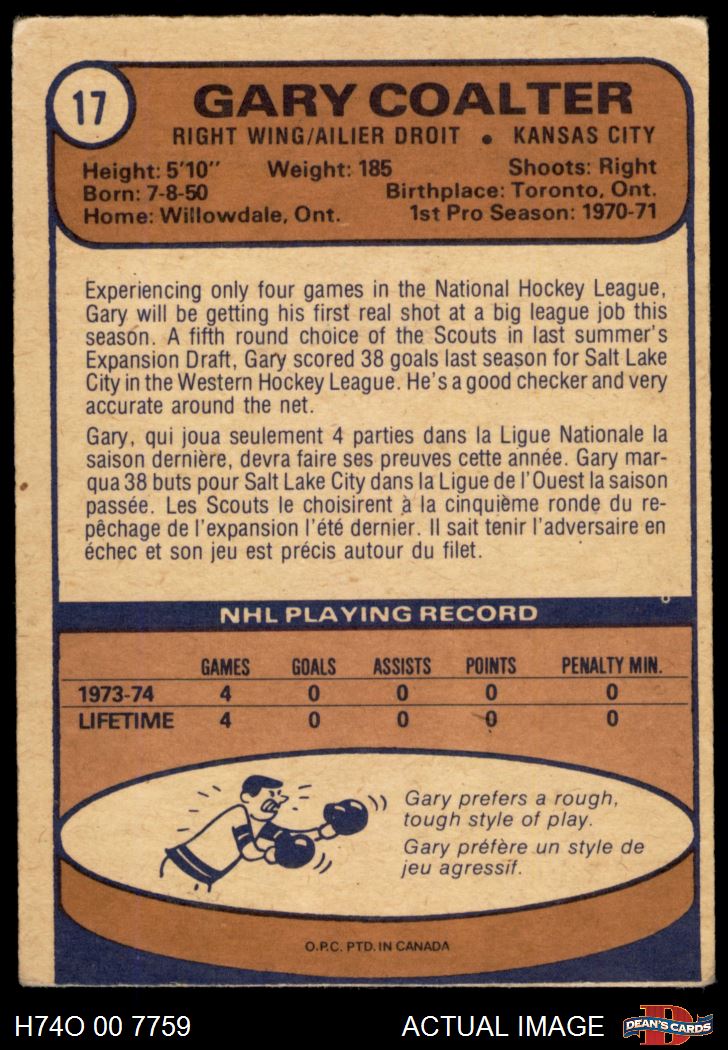 17
GARY COALTER
RIGHT WING/AILIER DROIT • KANSAS CITY
Height: 5'10" Weight: 185 Shoots: Right
Born: 7-8-50 Birthplace: Toronto, Ont.
Home: Willowdale, Ont. 1st Pro Season: 1970-71
Experiencing only four games in the National Hockey League,
Gary will be getting his first real shot at a big league job this
season. A fifth round choice of the Scouts in last summer's
Expansion Draft, Gary scored 38 goals last season for Salt Lake
City in the Western Hockey League. He's a good checker and very
accurate around the net.
Gary, qui joua seulement 4 parties dans la Ligue Nationale la
saison dernière, devra faire ses preuves cette année. Gary mar-
qua 38 buts pour Salt Lake City dans la Ligue de l'Ouest la saison
passée. Les Scouts le choisirent à la cinquième ronde du re-
pêchage de l'expansion l'été dernier. Il sait tenir l'adversaire en
échec et son jeu est précis autour du filet.
NHL PLAYING RECORD
GAMES GOALS ASSISTS POINTS PENALTY MIN.
1973-74 4 0 0 0 0
LIFETIME 4 0 0 0 0
Gary prefers a rough,
tough style of play.
Gary préfère un style de
jeu agressif.
O.P.C. PTD. IN CANADA
H74O 00 7759 ACTUAL IMAGE D DEAN'S CARDS